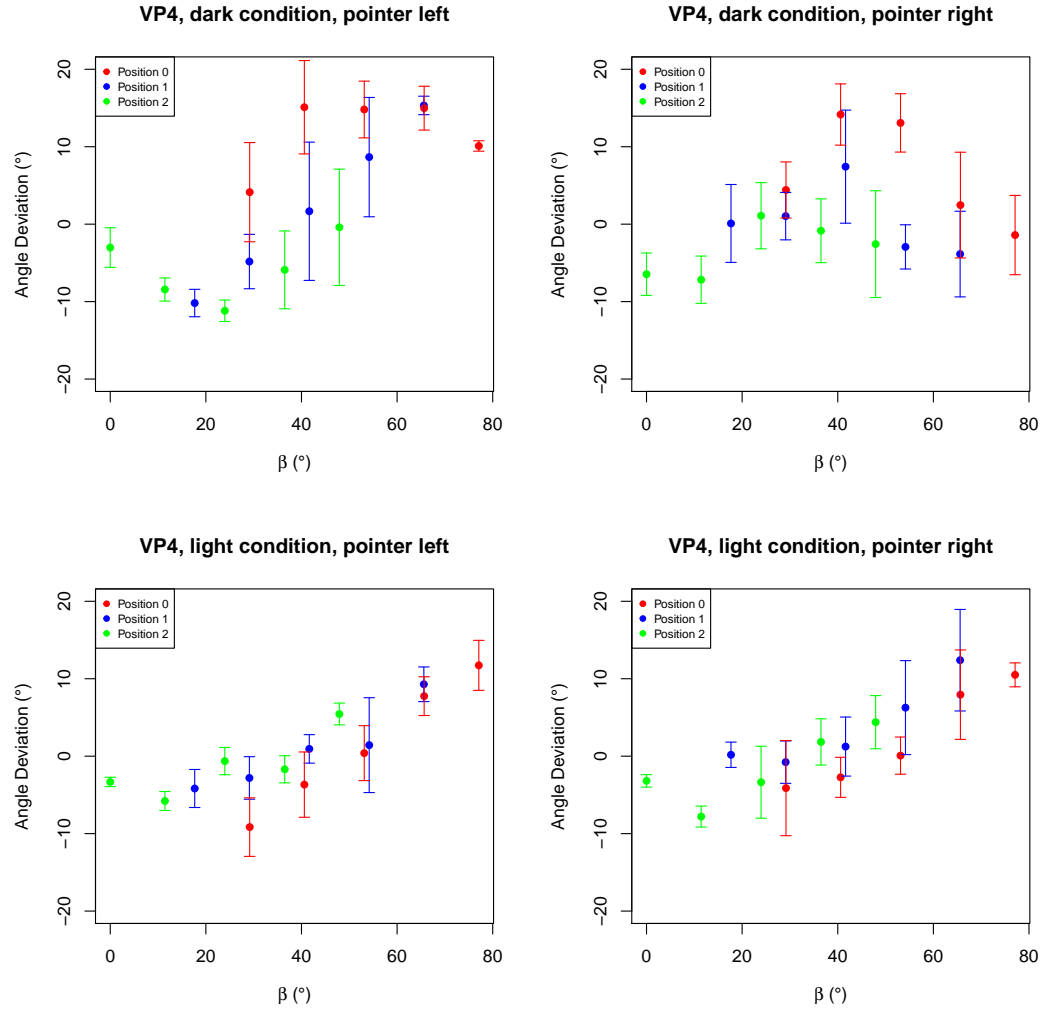 VP4, dark condition, pointer left
20
10
0
−10
−20
Angle Deviation (°)
Position 0
Position 1
Position 2
0 20 40 60 80
β (°)
VP4, dark condition, pointer right
20
10
0
−10
−20
Angle Deviation (°)
Position 0
Position 1
Position 2
0 20 40 60 80
β (°)
VP4, light condition, pointer left
20
10
0
−10
−20
Angle Deviation (°)
Position 0
Position 1
Position 2
0 20 40 60 80
β (°)
VP4, light condition, pointer right
20
10
0
−10
−20
Angle Deviation (°)
Position 0
Position 1
Position 2
0 20 40 60 80
β (°)